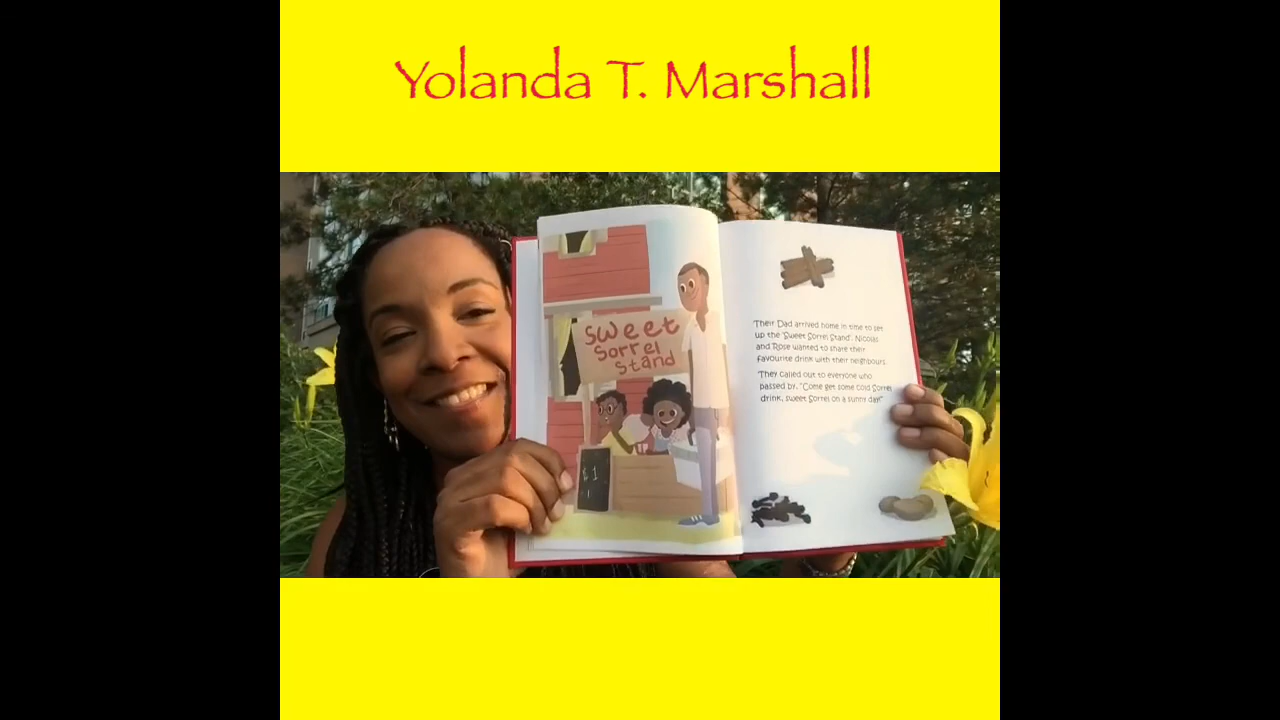 Yolanda T. Marshall
Sweet
Sorrel
Stand
$1
Their Dad arrived home in time to set
up the 'Sweet Sorrel Stand'. Nicolas
and Rose wanted to share their
favourite drink with their neighbours.
They called out to everyone who
passed by, "Come get some cold Sorrel
drink, sweet Sorrel on a sunny day!"